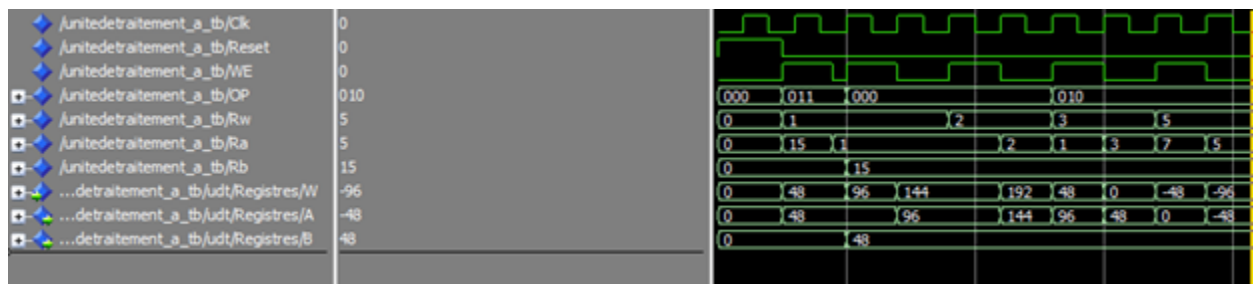 /unitedetraitement_a_tb/Clk 0
/unitedetraitement_a_tb/Reset 0
/unitedetraitement_a_tb/WE 0
/unitedetraitement_a_tb/OP 010 000 011 000 010
/unitedetraitement_a_tb/Rw 5 0 1 2 3 5
/unitedetraitement_a_tb/Ra 5 0 15 1 2 1 3 7 5
/unitedetraitement_a_tb/Rb 15 0 15
...detraitement_a_tb/udt/Registres/W -96 0 48 96 144 192 48 0 -48 -96
...detraitement_a_tb/udt/Registres/A -48 0 48 96 144 96 48 0 -48
...detraitement_a_tb/udt/Registres/B 48 0 48